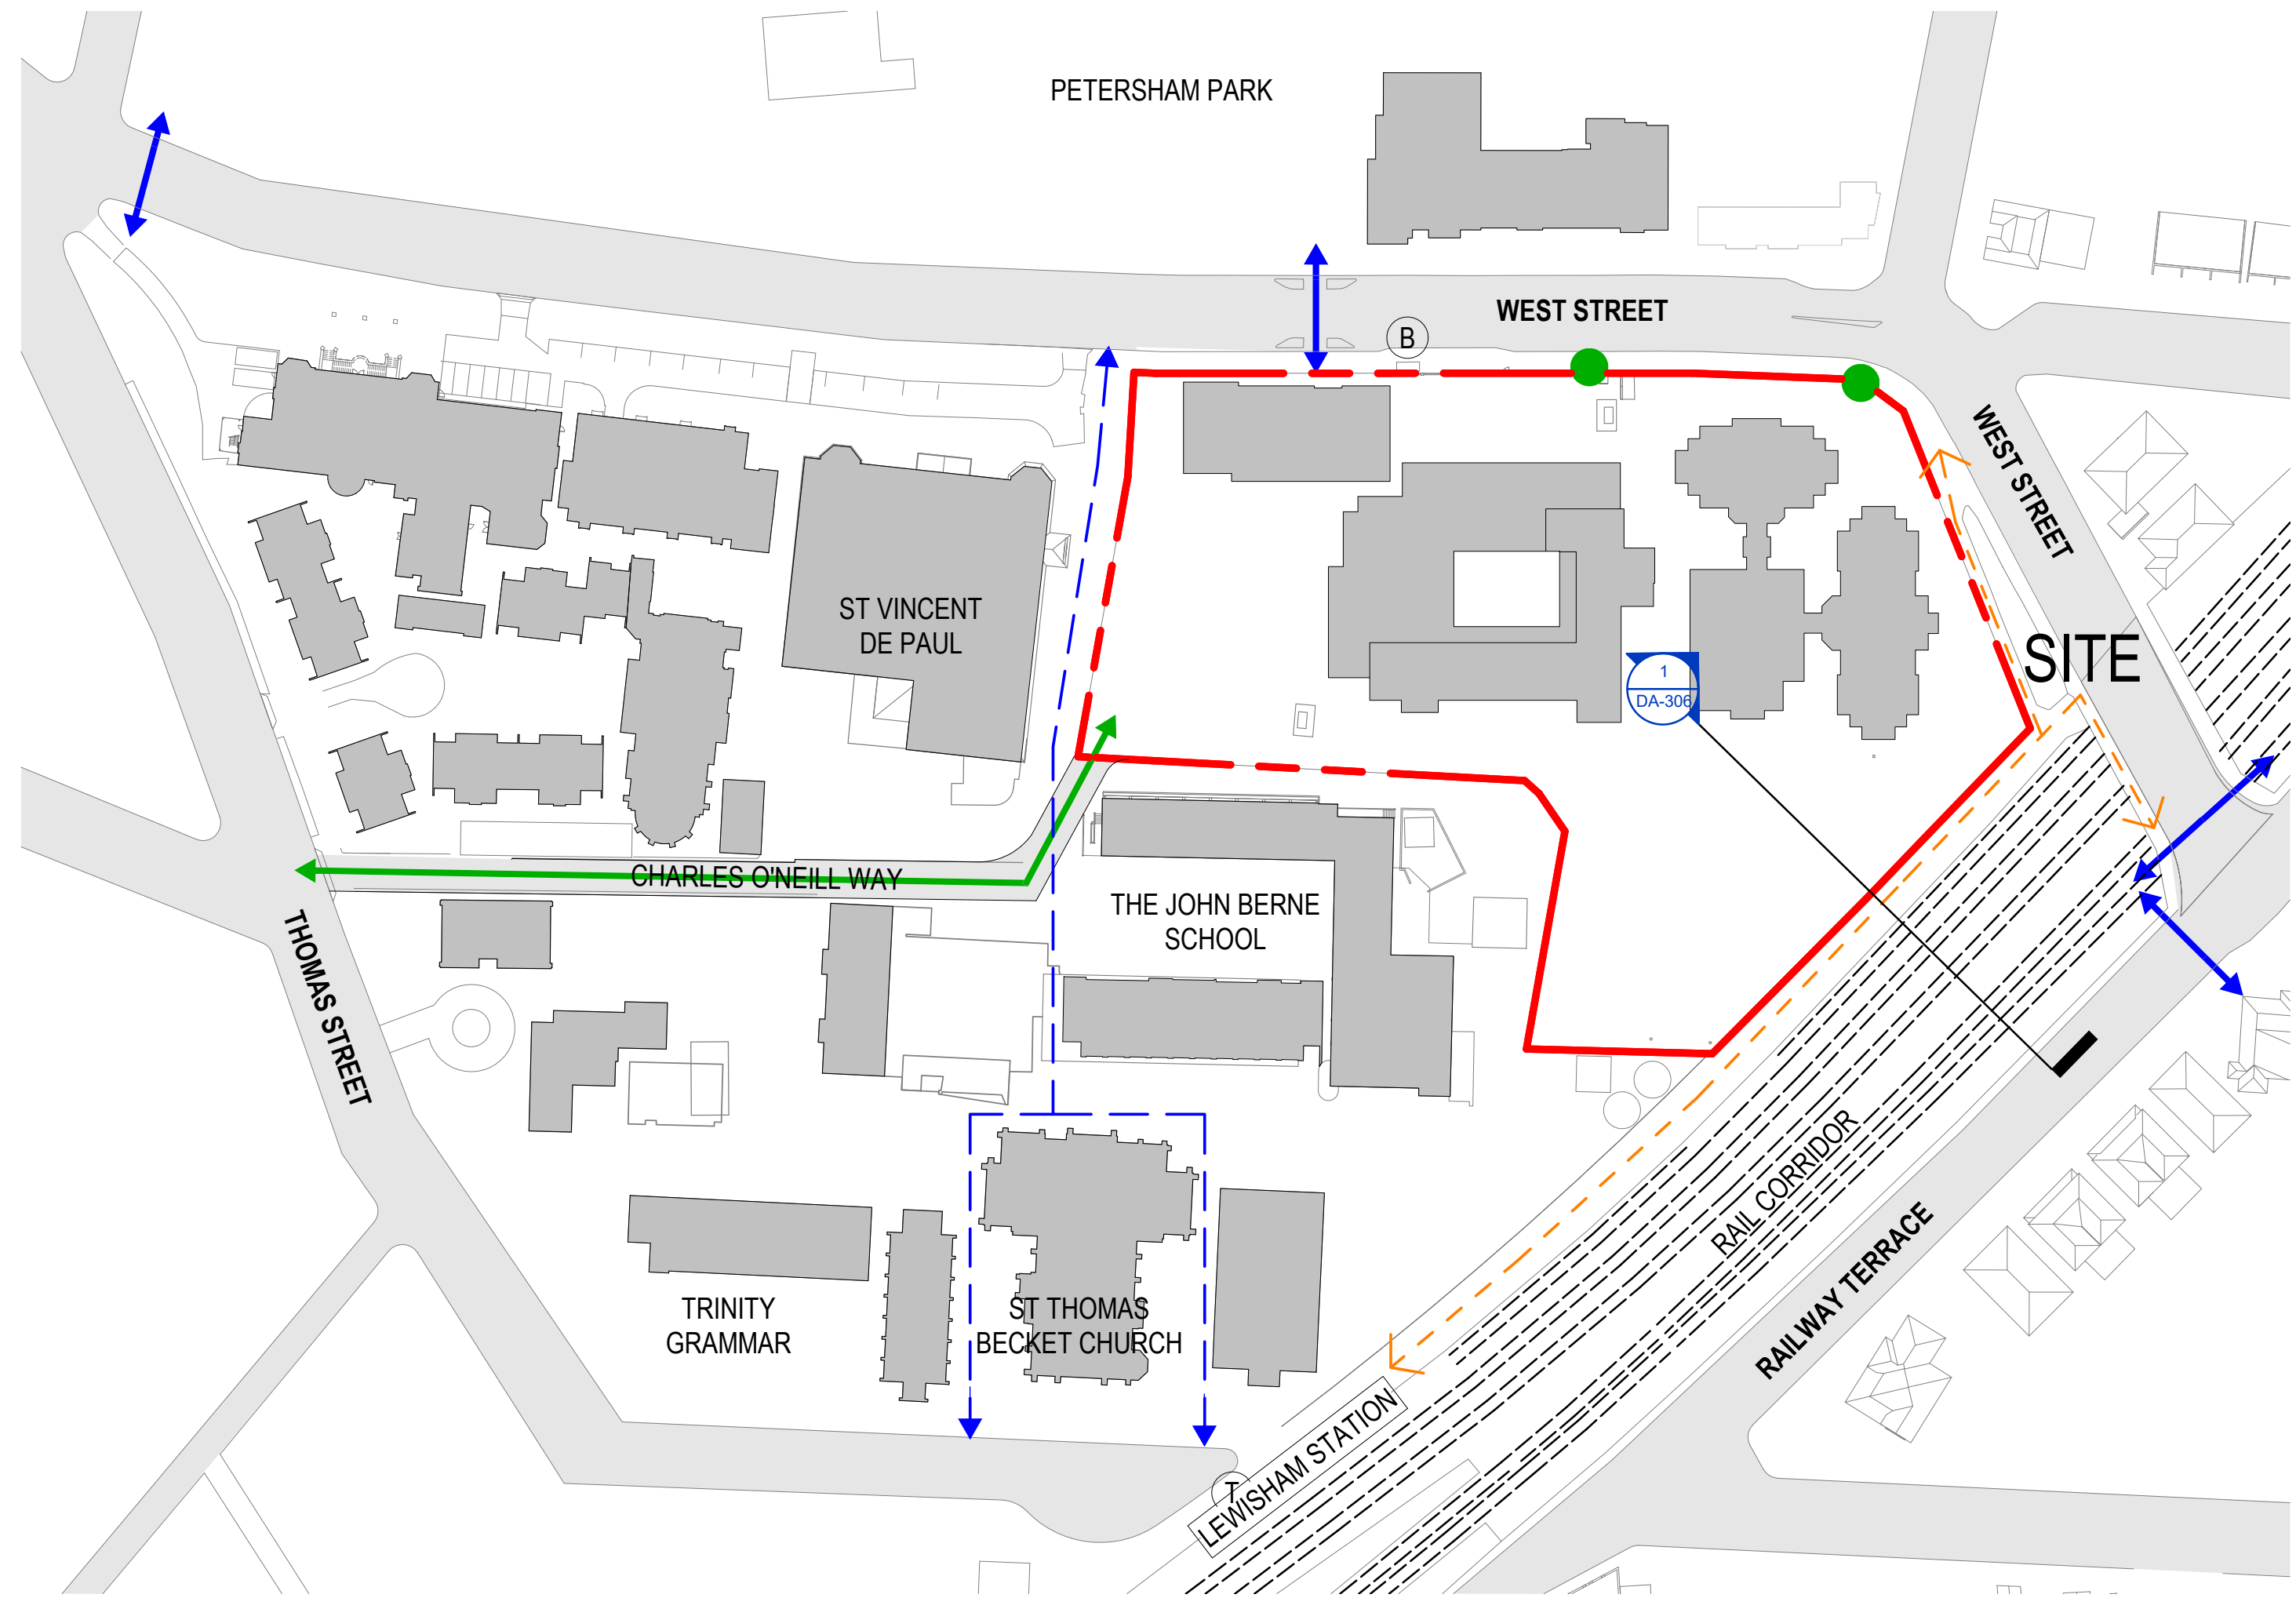 PETERSHAM PARK
WEST STREET
B
WEST STREET
ST VINCENT
DE PAUL
SITE
1
DA-306
CHARLES O'NEILL WAY
THE JOHN BERNE
SCHOOL
THOMAS STREET
RAIL CORRIDOR
RAILWAY TERRACE
TRINITY
GRAMMAR
ST THOMAS
BECKET CHURCH
T
LEWISHAM STATION